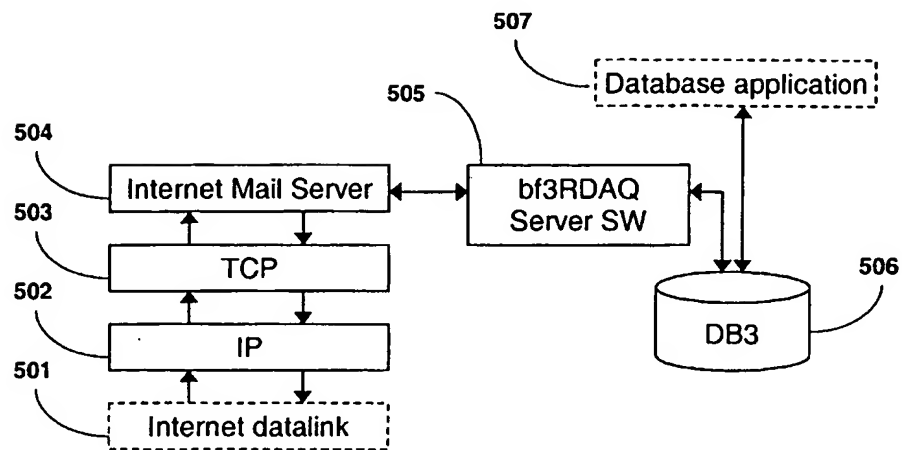 507
Database application
505
504
Internet Mail Server
bf3RDAQ
Server SW
503
TCP
506
502
DB3
IP
501
Internet datalink